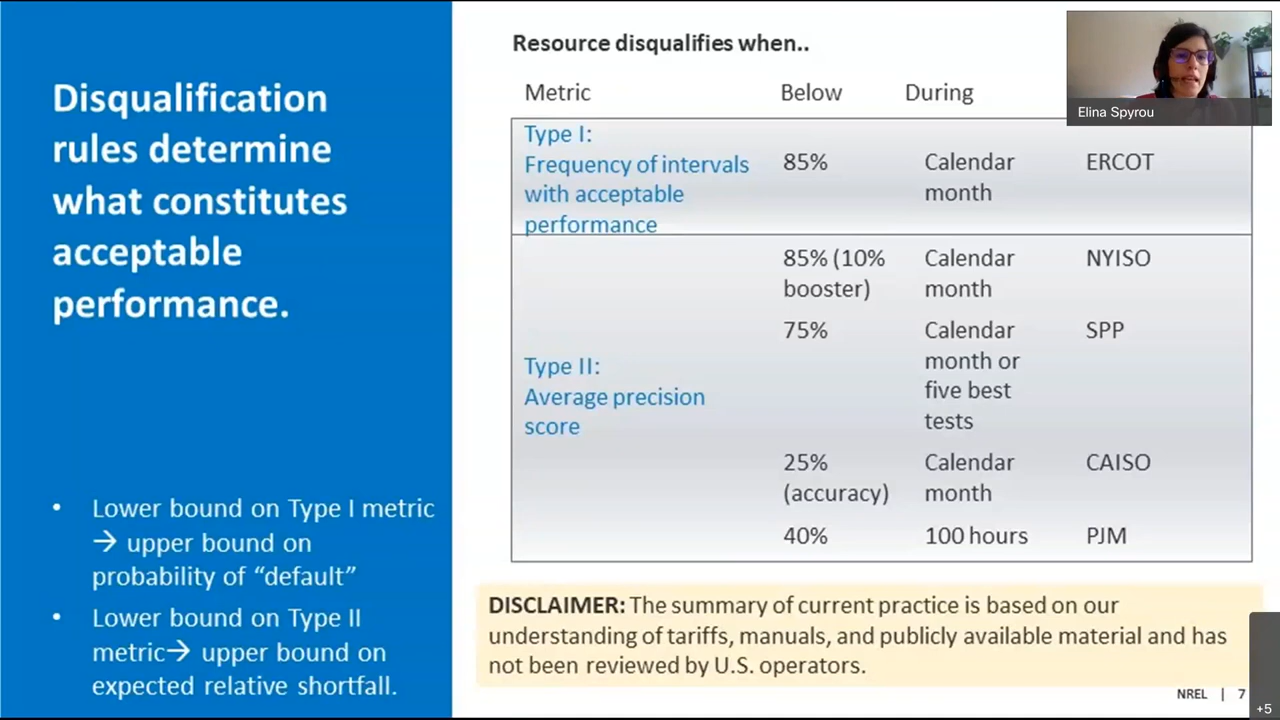 Disqualification
rules determine
what constitutes
acceptable
performance.
• Lower bound on Type I metric
→ upper bound on
probability of “default”
• Lower bound on Type II
metric→ upper bound on
expected relative shortfall.
Resource disqualifies when..
Metric Below During
Type I:
Frequency of intervals
with acceptable
performance
85%
Calendar
month
ERCOT
Type II:
Average precision
score
85% (10%
booster)
Calendar
month
NYISO
75%
Calendar
month or
five best
tests
SPP
25%
(accuracy)
Calendar
month
CAISO
40% 100 hours PJM
DISCLAIMER: The summary of current practice is based on our
understanding of tariffs, manuals, and publicly available material and has
not been reviewed by U.S. operators.
NREL | 7
Elina Spyrou
+5